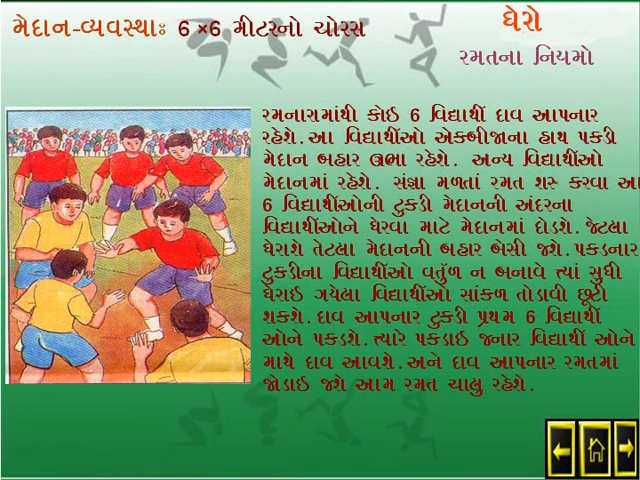 મેદાન-વ્યવસ્થાઃ 6 ×6 મીટરનો ચોરસ
ઘેરો
રમતના નિયમો
રમનારામાંથી કોઈ 6 વિદ્યાર્થી દાવ આપનાર
રહેશે.આ વિદ્યાર્થીઓ એકબીજાના હાથ પકડી
મેદાન બહાર ઊભા રહેશે. અન્ય વિદ્યાર્થીઓ
મેદાનમાં રહેશે. સંજ્ઞા મળતાં રમત શરૂ કરવા આ
6 વિદ્યાર્થીઓની ટુકડી મેદાનની અંદરના
વિદ્યાર્થીઓને ઘેરવા માટે મેદાનમાં દોડશે.જેટલા
ઘેરાશે તેટલા મેદાનની બહાર બેસી જશે.પકડનાર
ટુકડીના વિદ્યાર્થીઓ વર્તુળ ન બનાવે ત્યાં સુધી
ઘેરાઈ ગયેલા વિદ્યાર્થીઓ સાંકળ તોડાવી છૂટી
શકશે.દાવ આપનાર ટુકડી પ્રથમ 6 વિદ્યાર્થી
ઓને પકડશે.ત્યારે પકડાઈ જનાર વિદ્યાર્થી ઓને
માથે દાવ આવશે.અને દાવ આપનાર રમતમાં
જોડાઈ જશે આમ રમત ચાલુ રહેશે.